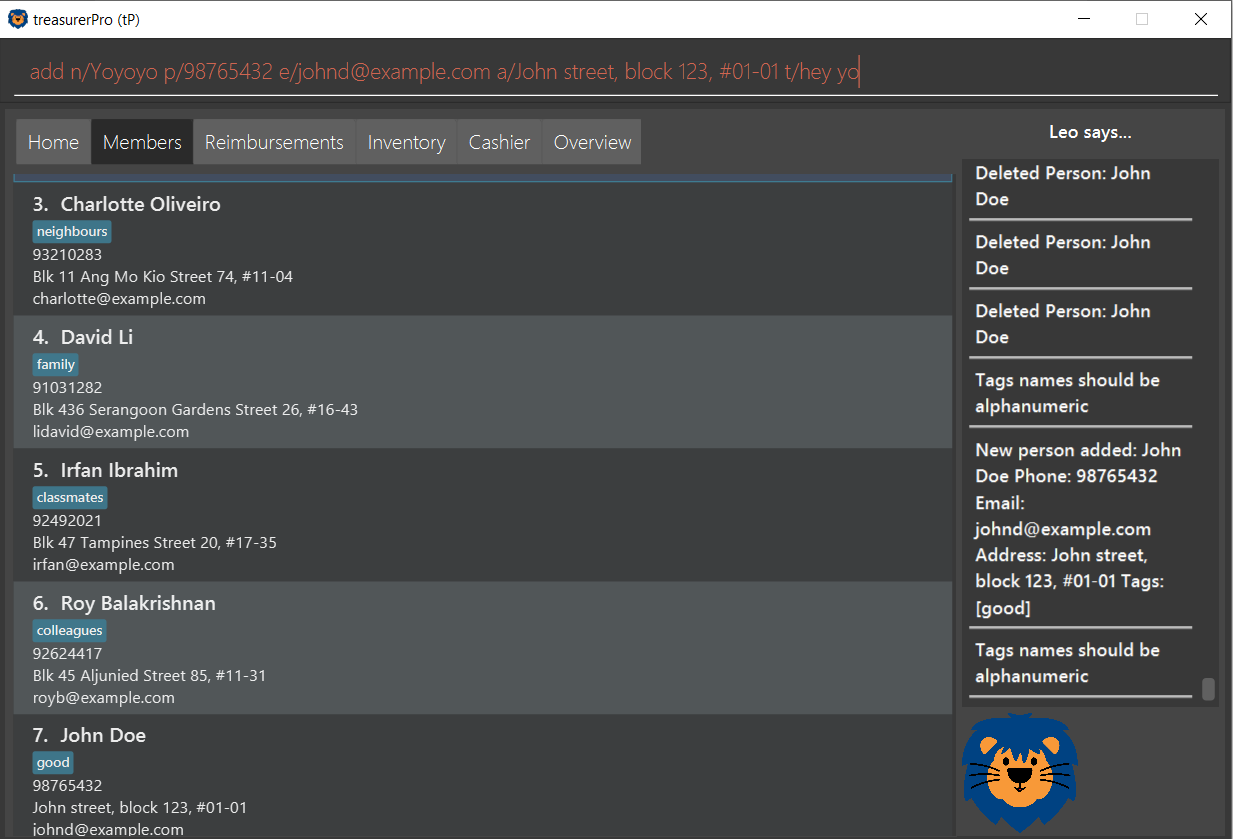 treasurerPro (tP)
add n/Yoyoyo p/98765432 e/johnd@example.com a/John street, block 123, #01-01 t/hey yo
Home Members Reimbursements Inventory Cashier Overview
3. Charlotte Oliveiro
neighbours
93210283
Blk 11 Ang Mo Kio Street 74, #11-04
charlotte@example.com
4. David Li
family
91031282
Blk 436 Serangoon Gardens Street 26, #16-43
lidavid@example.com
5. Irfan Ibrahim
classmates
92492021
Blk 47 Tampines Street 20, #17-35
irfan@example.com
6. Roy Balakrishnan
colleagues
92624417
Blk 45 Aljunied Street 85, #11-31
royb@example.com
7. John Doe
good
98765432
John street, block 123, #01-01
johnd@example.com
Leo says...
Deleted Person: John
Doe
Deleted Person: John
Doe
Deleted Person: John
Doe
Tags names should be
alphanumeric
New person added: John
Doe Phone: 98765432
Email:
johnd@example.com
Address: John street,
block 123, #01-01 Tags:
[good]
Tags names should be
alphanumeric